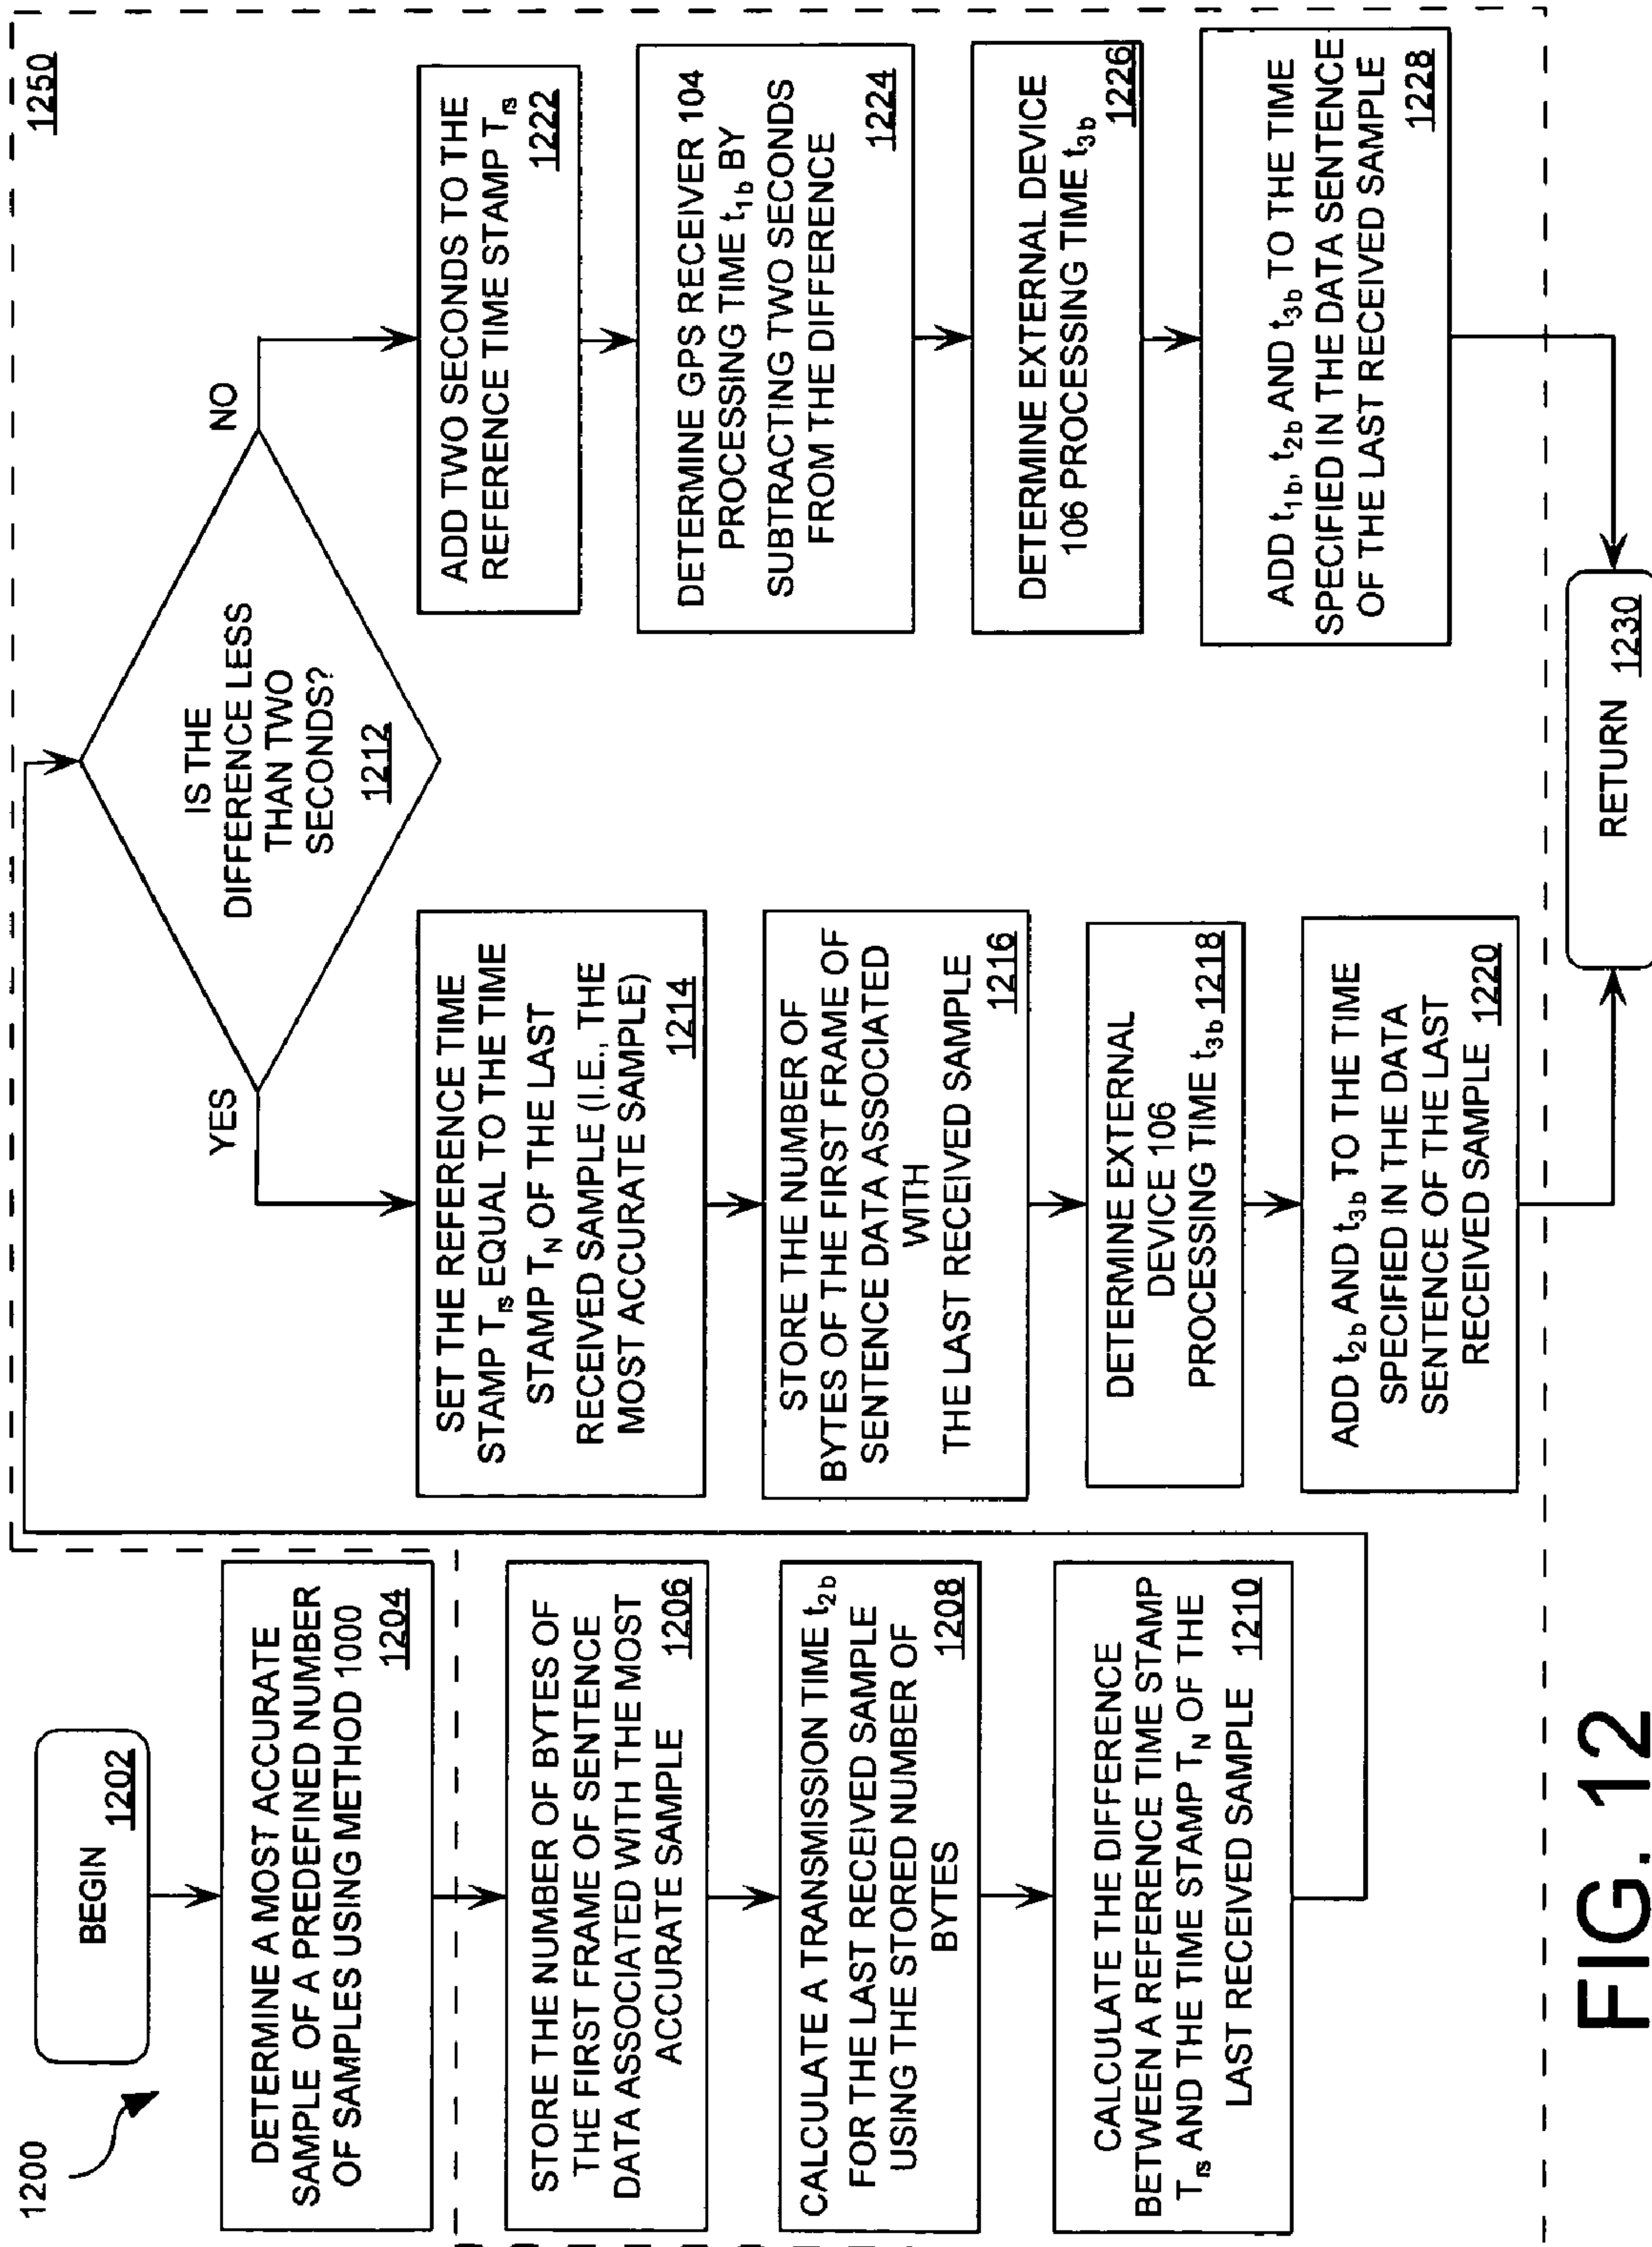 1200
BEGIN
1202
DETERMINE A MOST ACCURATE
SAMPLE OF A PREDEFINED NUMBER
OF SAMPLES USING METHOD 1000
1204
STORE THE NUMBER OF BYTES OF
THE FIRST FRAME OF SENTENCE
DATA ASSOCIATED WITH THE MOST
ACCURATE SAMPLE
1206
CALCULATE A TRANSMISSION TIME t2b
FOR THE LAST RECEIVED SAMPLE
USING THE STORED NUMBER OF
BYTES
1208
CALCULATE THE DIFFERENCE
BETWEEN A REFERENCE TIME STAMP
Trs AND THE TIME STAMP TN OF THE
LAST RECEIVED SAMPLE 1210
1250
IS THE
DIFFERENCE LESS
THAN TWO
SECONDS?
1212
YES
NO
SET THE REFERENCE TIME
STAMP Trs EQUAL TO THE TIME
STAMP TN OF THE LAST
RECEIVED SAMPLE (I.E., THE
MOST ACCURATE SAMPLE)
1214
STORE THE NUMBER OF
BYTES OF THE FIRST FRAME OF
SENTENCE DATA ASSOCIATED
WITH
THE LAST RECEIVED SAMPLE
1216
DETERMINE EXTERNAL
DEVICE 106
PROCESSING TIME t3b 1218
ADD t2b AND t3b TO THE TIME
SPECIFIED IN THE DATA
SENTENCE OF THE LAST
RECEIVED SAMPLE 1220
ADD TWO SECONDS TO THE
REFERENCE TIME STAMP Trs
1222
DETERMINE GPS RECEIVER 104
PROCESSING TIME t1b BY
SUBTRACTING TWO SECONDS
FROM THE DIFFERENCE
1224
DETERMINE EXTERNAL DEVICE
106 PROCESSING TIME t3b
1226
ADD t1b, t2b AND t3b TO THE TIME
SPECIFIED IN THE DATA SENTENCE
OF THE LAST RECEIVED SAMPLE
1228
RETURN 1230
FIG. 12